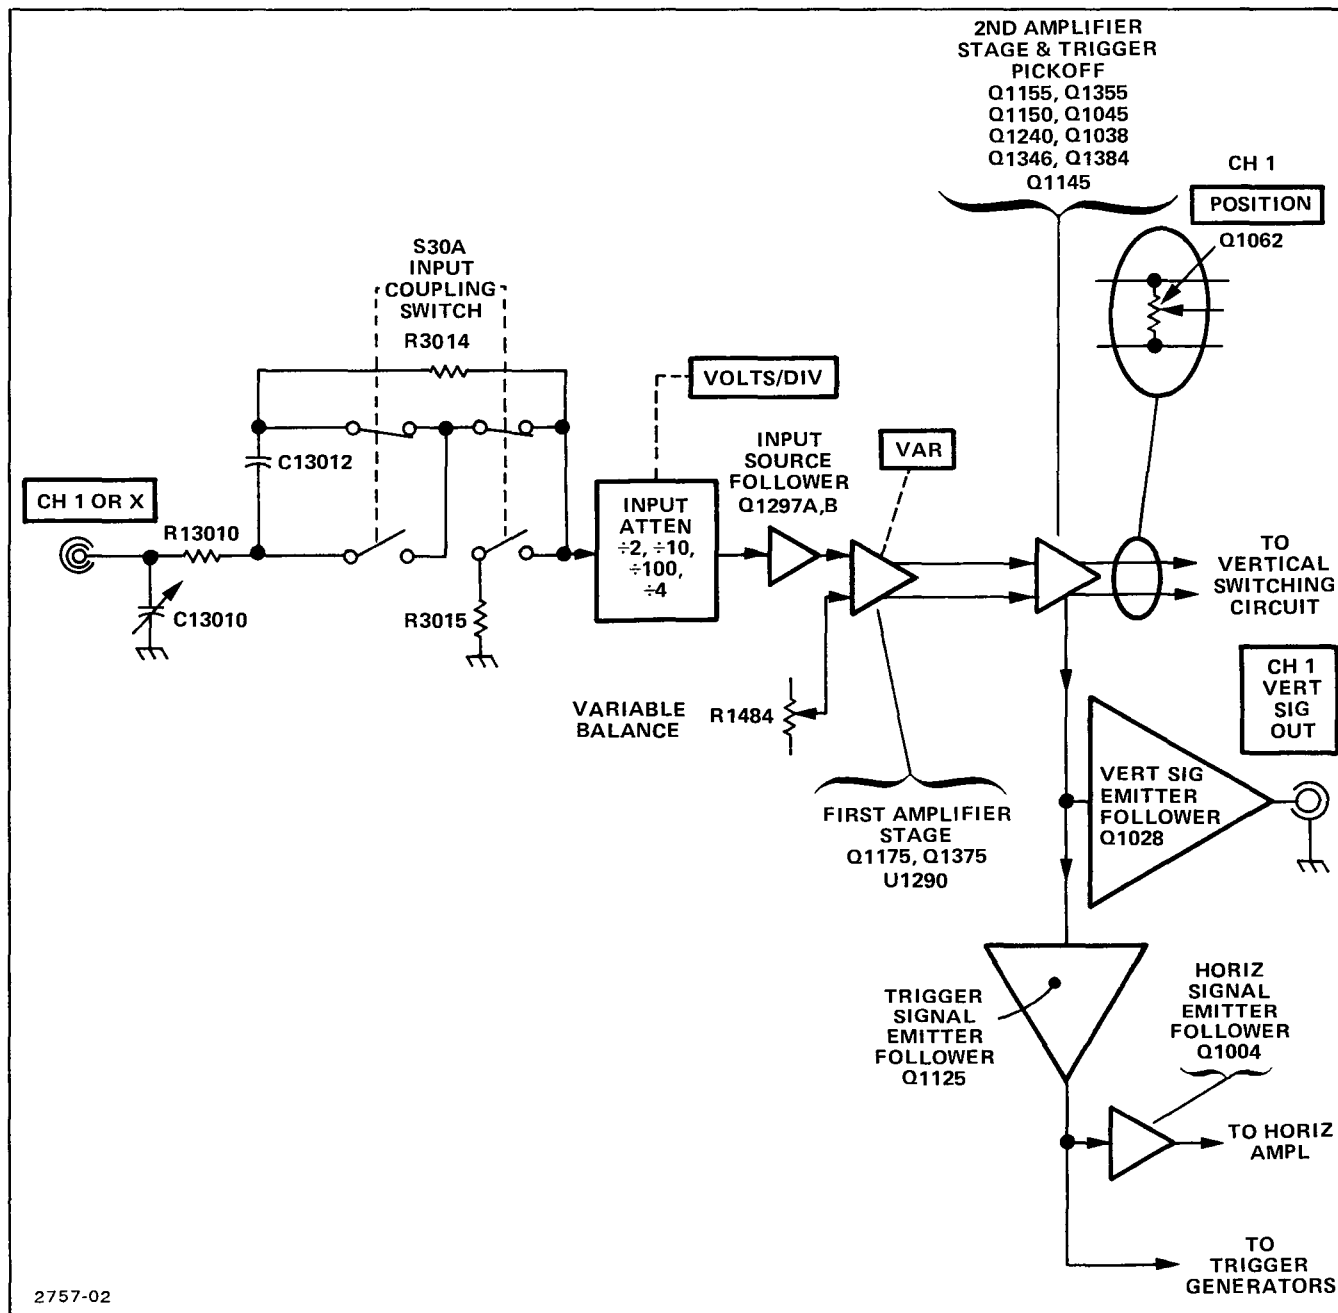 2ND AMPLIFIER
STAGE & TRIGGER
PICKOFF
Q1155, Q1355
Q1150, Q1045
Q1240, Q1038
Q1346, Q1384
Q1145
CH 1
POSITION
Q1062
S30A
INPUT
COUPLING
SWITCH
R3014
VOLTS/DIV
C13012
CH 1 OR X
R13010
C13010
R3015
INPUT
ATTEN
÷2, ÷10,
÷100,
÷4
INPUT
SOURCE
FOLLOWER
Q1297A,B
VAR
TO
VERTICAL
SWITCHING
CIRCUIT
VARIABLE
BALANCE
R1484
CH 1
VERT
SIG
OUT
FIRST AMPLIFIER
STAGE
Q1175, Q1375
U1290
VERT SIG
EMITTER
FOLLOWER
Q1028
TRIGGER
SIGNAL
EMITTER
FOLLOWER
Q1125
HORIZ
SIGNAL
EMITTER
FOLLOWER
Q1004
TO HORIZ
AMPL
TO
TRIGGER
GENERATORS
2757-02